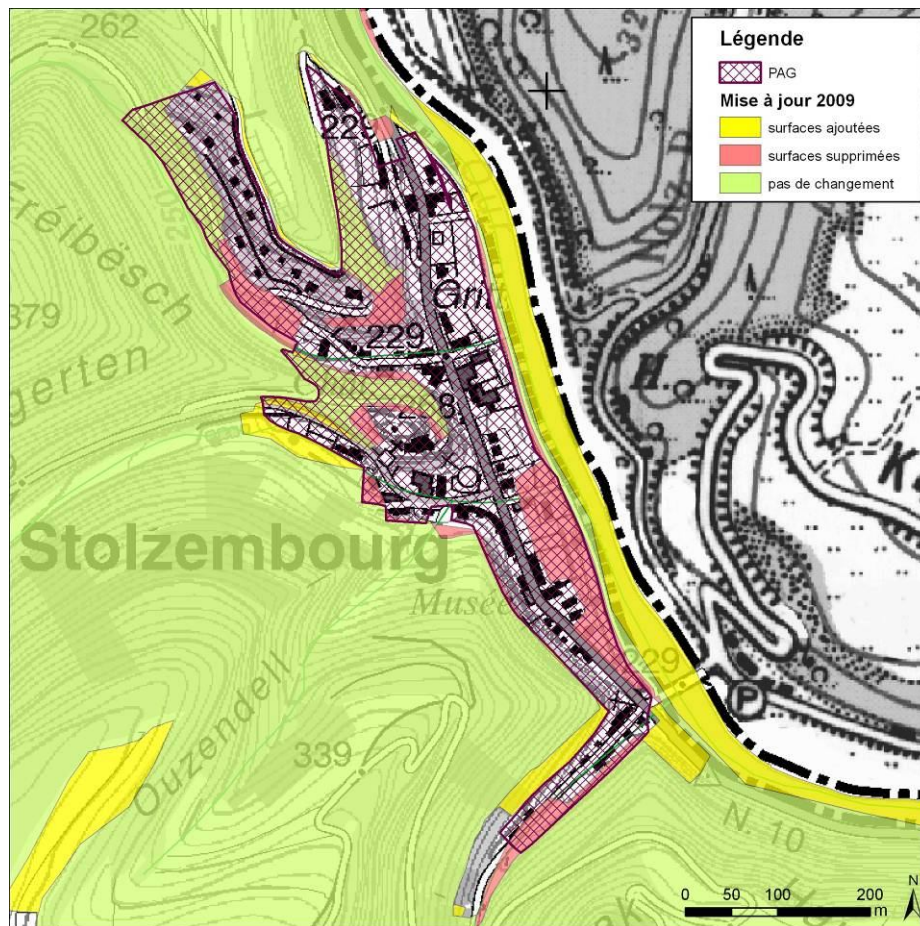 262
32
Légende
PAG
Mise à jour 2009
surfaces ajoutées
surfaces supprimées
pas de changement
229
379
gerten
229
K
Stolzembourg
Musée
229
P
Ouzendell
339
N. 10
N
0 50 100 200
m